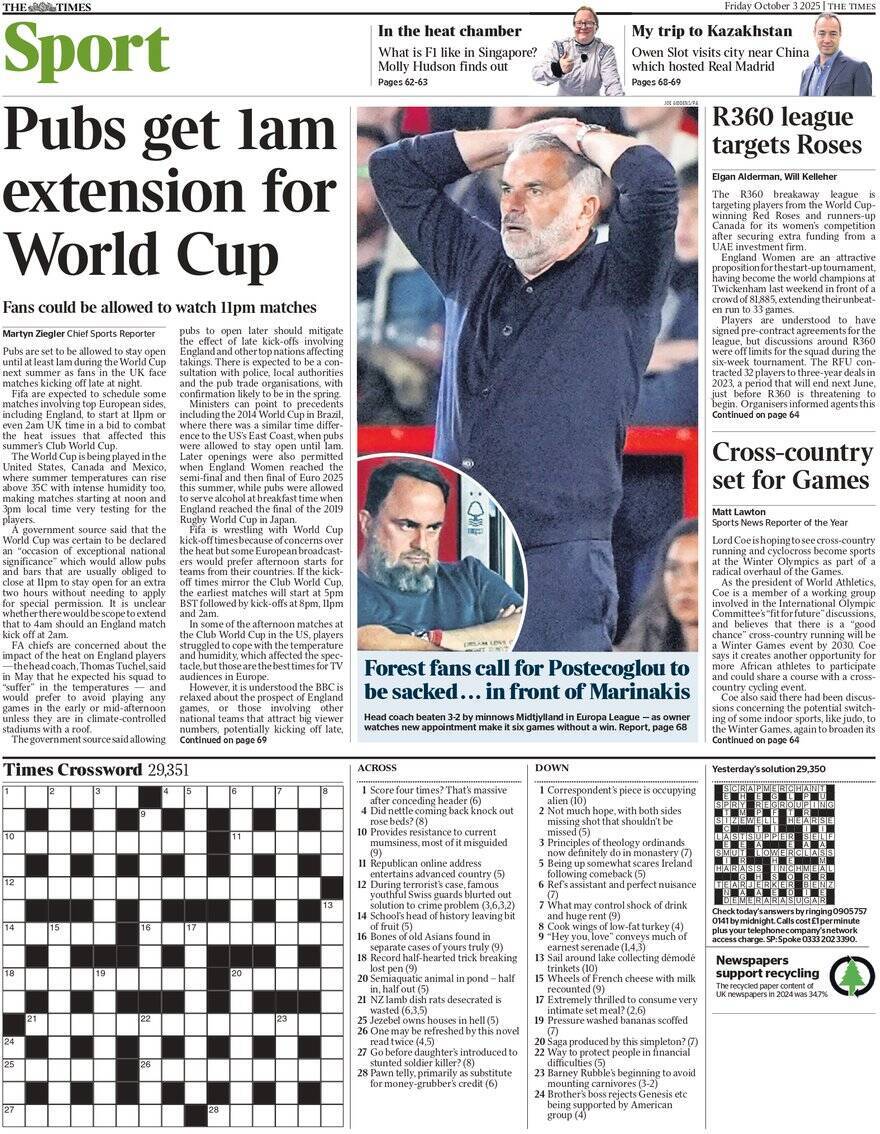 THE TIMES
Friday October 3 2025 | THE TIMES
Sport
In the heat chamber
What is F1 like in Singapore?
Molly Hudson finds out
Pages 62-63
My trip to Kazakhstan
Owen Slot visits city near China
which hosted Real Madrid
Pages 68-69
Pubs get 1am
extension for
World Cup
Fans could be allowed to watch 11pm matches
Martyn Ziegler Chief Sports Reporter
Pubs are set to be allowed to stay open
until at least 1am during the World Cup
next summer as fans in the UK face
matches kicking off late at night.
Fifa are expected to schedule some
matches involving top European sides,
including England, to start at 11pm or
even 2am UK time in a bid to combat
the heat issues that affected this
summer's Club World Cup.
The World Cup is being played in the
United States, Canada and Mexico,
where summer temperatures can rise
above 35C with intense humidity too,
making matches starting at noon and
3pm local time very testing for the
players.
A government source said that the
World Cup was certain to be declared
an "occasion of exceptional national
significance" which would allow pubs
and bars that are usually obliged to
close at 11pm to stay open for an extra
two hours without needing to apply
for special permission. It is unclear
whether there would be scope to extend
that to 4am should an England match
kick off at 2am.
FA chiefs are concerned about the
impact of the heat on England players
— the head coach, Thomas Tuchel, said
in May that he expected his squad to
"suffer" in the temperatures — and
would prefer to avoid playing any
games in the early or mid-afternoon
unless they are in climate-controlled
stadiums with a roof.
The government source said allowing
pubs to open later should mitigate
the effect of late kick-offs involving
England and other top nations affecting
takings. There is expected to be a con-
sultation with police, local authorities
and the pub trade organisations, with
confirmation likely to be in the spring.
Ministers can point to precedents
including the 2014 World Cup in Brazil,
where there was a similar time differ-
ence to the US's East Coast, when pubs
were allowed to stay open until 1am.
Later openings were also permitted
when England Women reached the
semi-final and then final of Euro 2025
this summer, while pubs were allowed
to serve alcohol at breakfast time when
England reached the final of the 2019
Rugby World Cup in Japan.
Fifa is wrestling with World Cup
kick-off times because of concerns over
the heat but some European broadcast-
ers would prefer afternoon starts for
teams from their countries. If the kick-
off times mirror the Club World Cup,
the earliest matches will start at 5pm
BST followed by kick-offs at 8pm, 11pm
and 2am.
In some of the afternoon matches at
the Club World Cup in the US, players
struggled to cope with the temperature
and humidity, which affected the spec-
tacle, but those are the best times for TV
audiences in Europe.
However, it is understood the BBC is
relaxed about the prospect of England
games, or those involving other
national teams that attract big viewer
numbers, potentially kicking off late,
Continued on page 69
JOE GIDDENS/PA
Forest fans call for Postecoglou to
be sacked... in front of Marinakis
Head coach beaten 3-2 by minnows Midtjylland in Europa League — as owner
watches new appointment make it six games without a win. Report, page 68
R360 league
targets Roses
Elgan Alderman, Will Kelleher
The R360 breakaway league is
targeting players from the World Cup-
winning Red Roses and runners-up
Canada for its women's competition
after securing extra funding from a
UAE investment firm.
England Women are an attractive
proposition for the start-up tournament,
having become the world champions at
Twickenham last weekend in front of a
crowd of 81,885, extending their unbeat-
en run to 33 games.
Players are understood to have
signed pre-contract agreements for the
league, but discussions around R360
were off limits for the squad during the
six-week tournament. The RFU con-
tracted 32 players to three-year deals in
2023, a period that will end next June,
just before R360 is threatening to
begin. Organisers informed agents this
Continued on page 64
Cross-country
set for Games
Matt Lawton
Sports News Reporter of the Year
Lord Coe is hoping to see cross-country
running and cyclocross become sports
at the Winter Olympics as part of a
radical overhaul of the Games.
As the president of World Athletics,
Coe is a member of a working group
involved in the International Olympic
Committee's "fit for future" discussions,
and believes that there is a "good
chance" cross-country running will be
a Winter Games event by 2030. Coe
says it creates another opportunity for
more African athletes to participate
and could share a course with a cross-
country cycling event.
Coe also said there had been discus-
sions concerning the potential switch-
ing of some indoor sports, like judo, to
the Winter Games, again to broaden its
Continued on page 64
Times Crossword 29,351
1 2 3 4 5 6 7 8
9
10 11
12
13
14 15 16 17
18 19 20
21 22 23
24
25 26
27 28
ACROSS
1 Score four times? That's massive
after conceding header (6)
4 Did nettle coming back knock out
rose beds? (8)
10 Provides resistance to current
mumsiness, most of it misguided
(9)
11 Republican online address
entertains advanced country (5)
12 During terrorist's case, famous
youthful Swiss guards hurled out
solution to crime problem (3,6,3,2)
14 School's head of history leaving bit
of fruit (5)
16 Bones of old Asians found in
separate cases of yours truly (9)
18 Record half-hearted trick breaking
lost pen (9)
20 Semiaquatic animal in pond – half
in, half out (5)
21 NZ lamb dish rats desecrated is
wasted (6,3,5)
25 Jezebel owns houses in hell (5)
26 One may be refreshed by this novel
read twice (4,5)
27 Go before daughter's introduced to
stunted soldier killer? (8)
28 Pawn telly, primarily as substitute
for money-grubber's credit (6)
DOWN
1 Correspondent's piece is occupying
alien (10)
2 Not much hope, with both sides
missing shot that shouldn't be
missed (5)
3 Principles of theology ordinands
now definitely do in monastery (7)
5 Being up somewhat scares Ireland
following comeback (5)
6 Ref's assistant and perfect nuisance
(7)
7 What may control shock of drink
and huge rent (9)
8 Cook wings of low-fat turkey (4)
9 "Hey you, love" conveys much of
earnest serenade (1,4,3)
13 Sail around lake collecting démodé
trinkets (10)
15 Wheels of French cheese with milk
recounted (9)
17 Extremely thrilled to consume very
intimate set meal? (2,6)
19 Pressure washed bananas scoffed
(7)
20 Saga produced by this simpleton? (7)
22 Way to protect people in financial
difficulties (5)
23 Barney Rubble's beginning to avoid
mounting carnivores (3-2)
24 Brother's boss rejects Genesis etc
being supported by American
group (4)
Yesterday's solution 29,350
SCRAPMERCHANT
SPRY REGROUPING
SIZEWELL HEARSE
LASTSUPPER SELF
SMUT LOWERCLASS
HARASS INCHMEAL
TEARJERKER BENZ
DEMERARASUGAR
Check today's answers by ringing 0905 757
0141 by midnight. Calls cost £1 per minute
plus your telephone company's network
access charge. SP: Spoke 0333 202 3390.
Newspapers
support recycling
The recycled paper content of
UK newspapers in 2024 was 34.7%